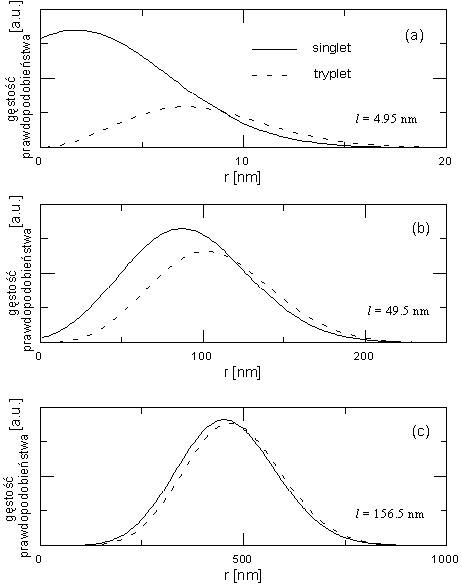 gęstość
prawdopodobieństwa [a.u.]
(a)
singlet
tryplet
l = 4.95 nm
0 10 20
r [nm]
gęstość
prawdopodobieństwa [a.u.]
(b)
l = 49.5 nm
0 100 200
r [nm]
gęstość
prawdopodobieństwa [a.u.]
(c)
l = 156.5 nm
0 500 1000
r [nm]